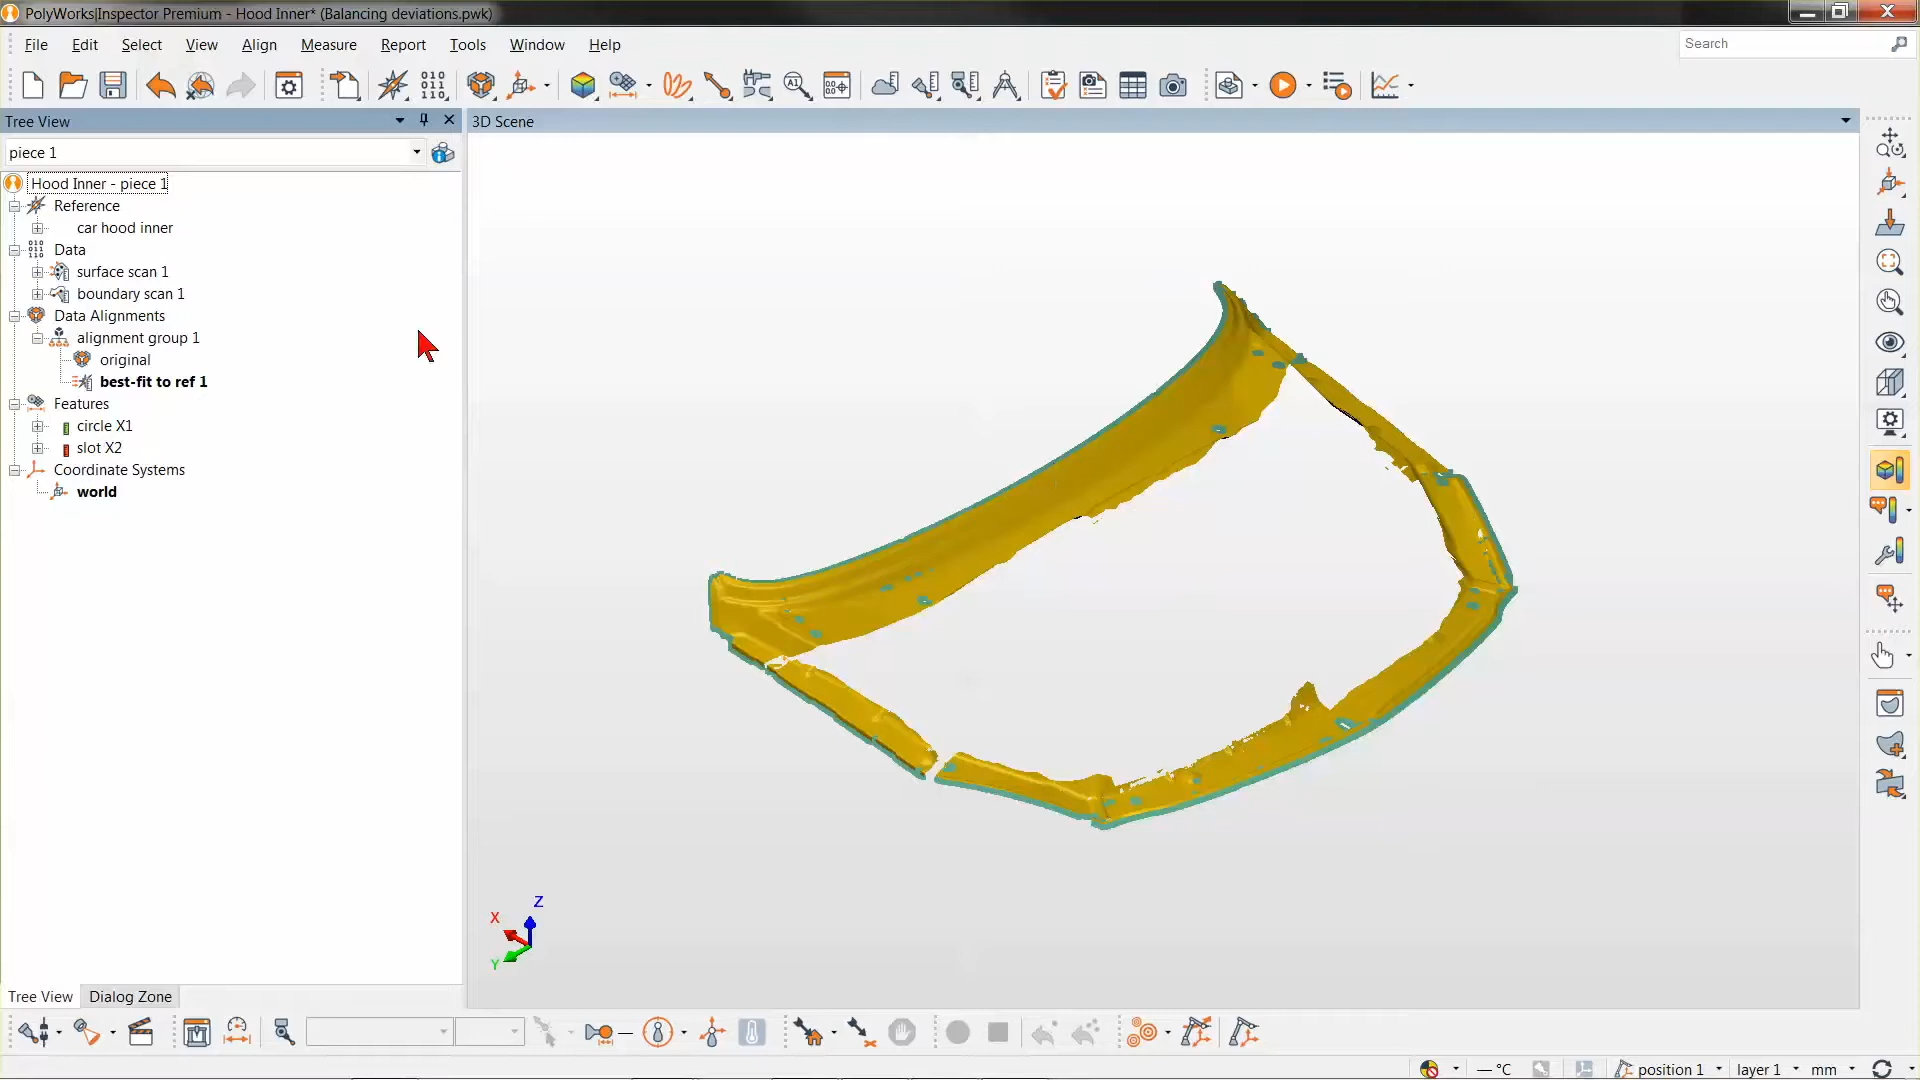 PolyWorks|Inspector Premium - Hood Inner* (Balancing deviations.pwk)
File Edit Select View Align Measure Report Tools Window Help
Search
Tree View
3D Scene
piece 1
Hood Inner - piece 1
Reference
car hood inner
Data
surface scan 1
boundary scan 1
Data Alignments
alignment group 1
original
best-fit to ref 1
Features
circle X1
slot X2
Coordinate Systems
world
Z
X
Y
Tree View Dialog Zone
— °C position 1 layer 1 mm